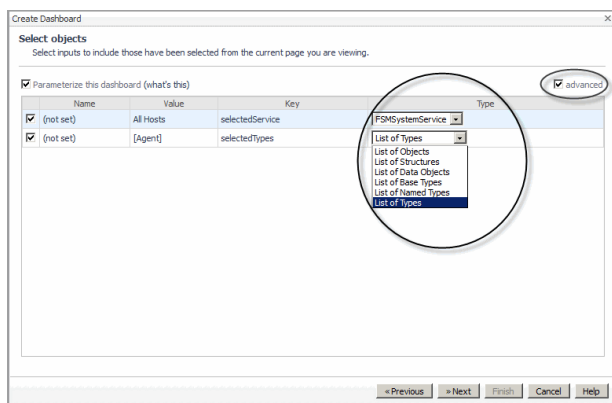 Create Dashboard
Select objects
Select inputs to include those have been selected from the current page you are viewing.
Parameterize this dashboard (what's this) advanced
Name Value Key Type
(not set) All Hosts selectedService FSMSystemService
(not set) [Agent] selectedTypes List of Types
List of Objects
List of Structures
List of Data Objects
List of Base Types
List of Named Types
List of Types
«Previous »Next Finish Cancel Help